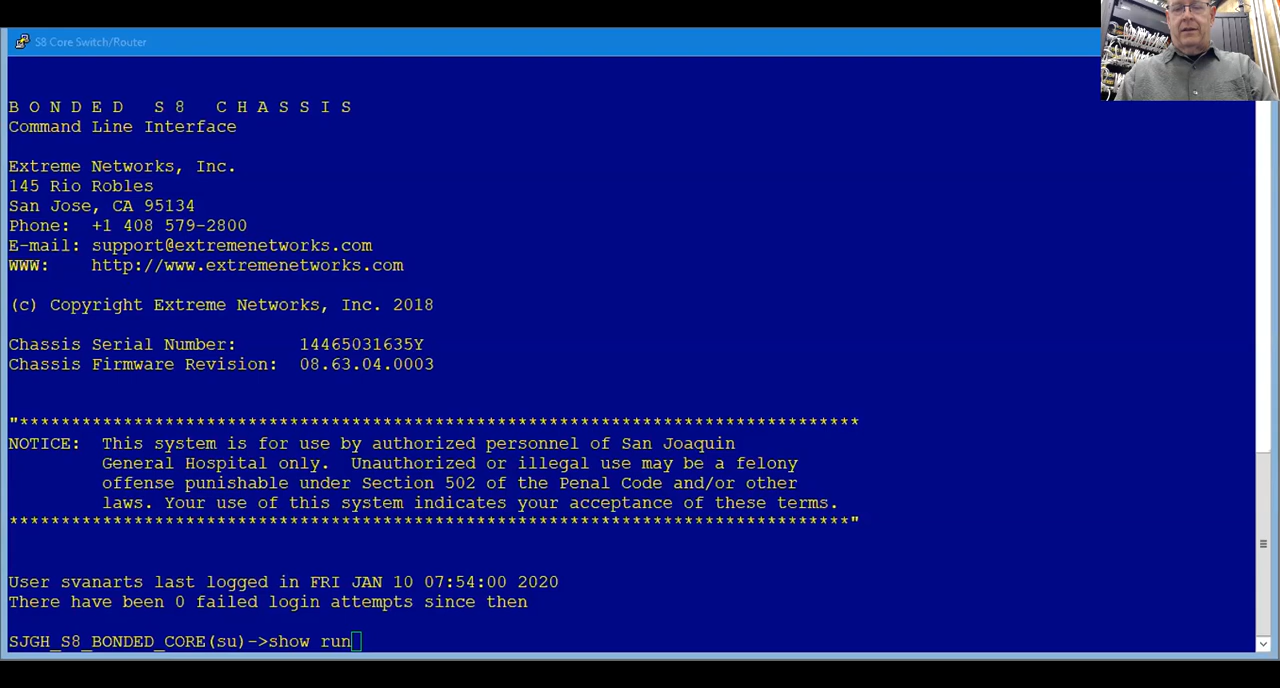 S8 Core Switch/Router
B O N D E D   S 8   C H A S S I S
Command Line Interface
Extreme Networks, Inc.
145 Rio Robles
San Jose, CA 95134
Phone:  +1 408 579-2800
E-mail: support@extremenetworks.com
WWW:    http://www.extremenetworks.com
(c) Copyright Extreme Networks, Inc. 2018
Chassis Serial Number:      14465031635Y
Chassis Firmware Revision:  08.63.04.0003
"********************************************************************************
NOTICE:  This system is for use by authorized personnel of San Joaquin
General Hospital only.  Unauthorized or illegal use may be a felony
offense punishable under Section 502 of the Penal Code and/or other
laws. Your use of this system indicates your acceptance of these terms.
********************************************************************************"
User svanarts last logged in FRI JAN 10 07:54:00 2020
There have been 0 failed login attempts since then
SJGH_S8_BONDED_CORE(su)->show run